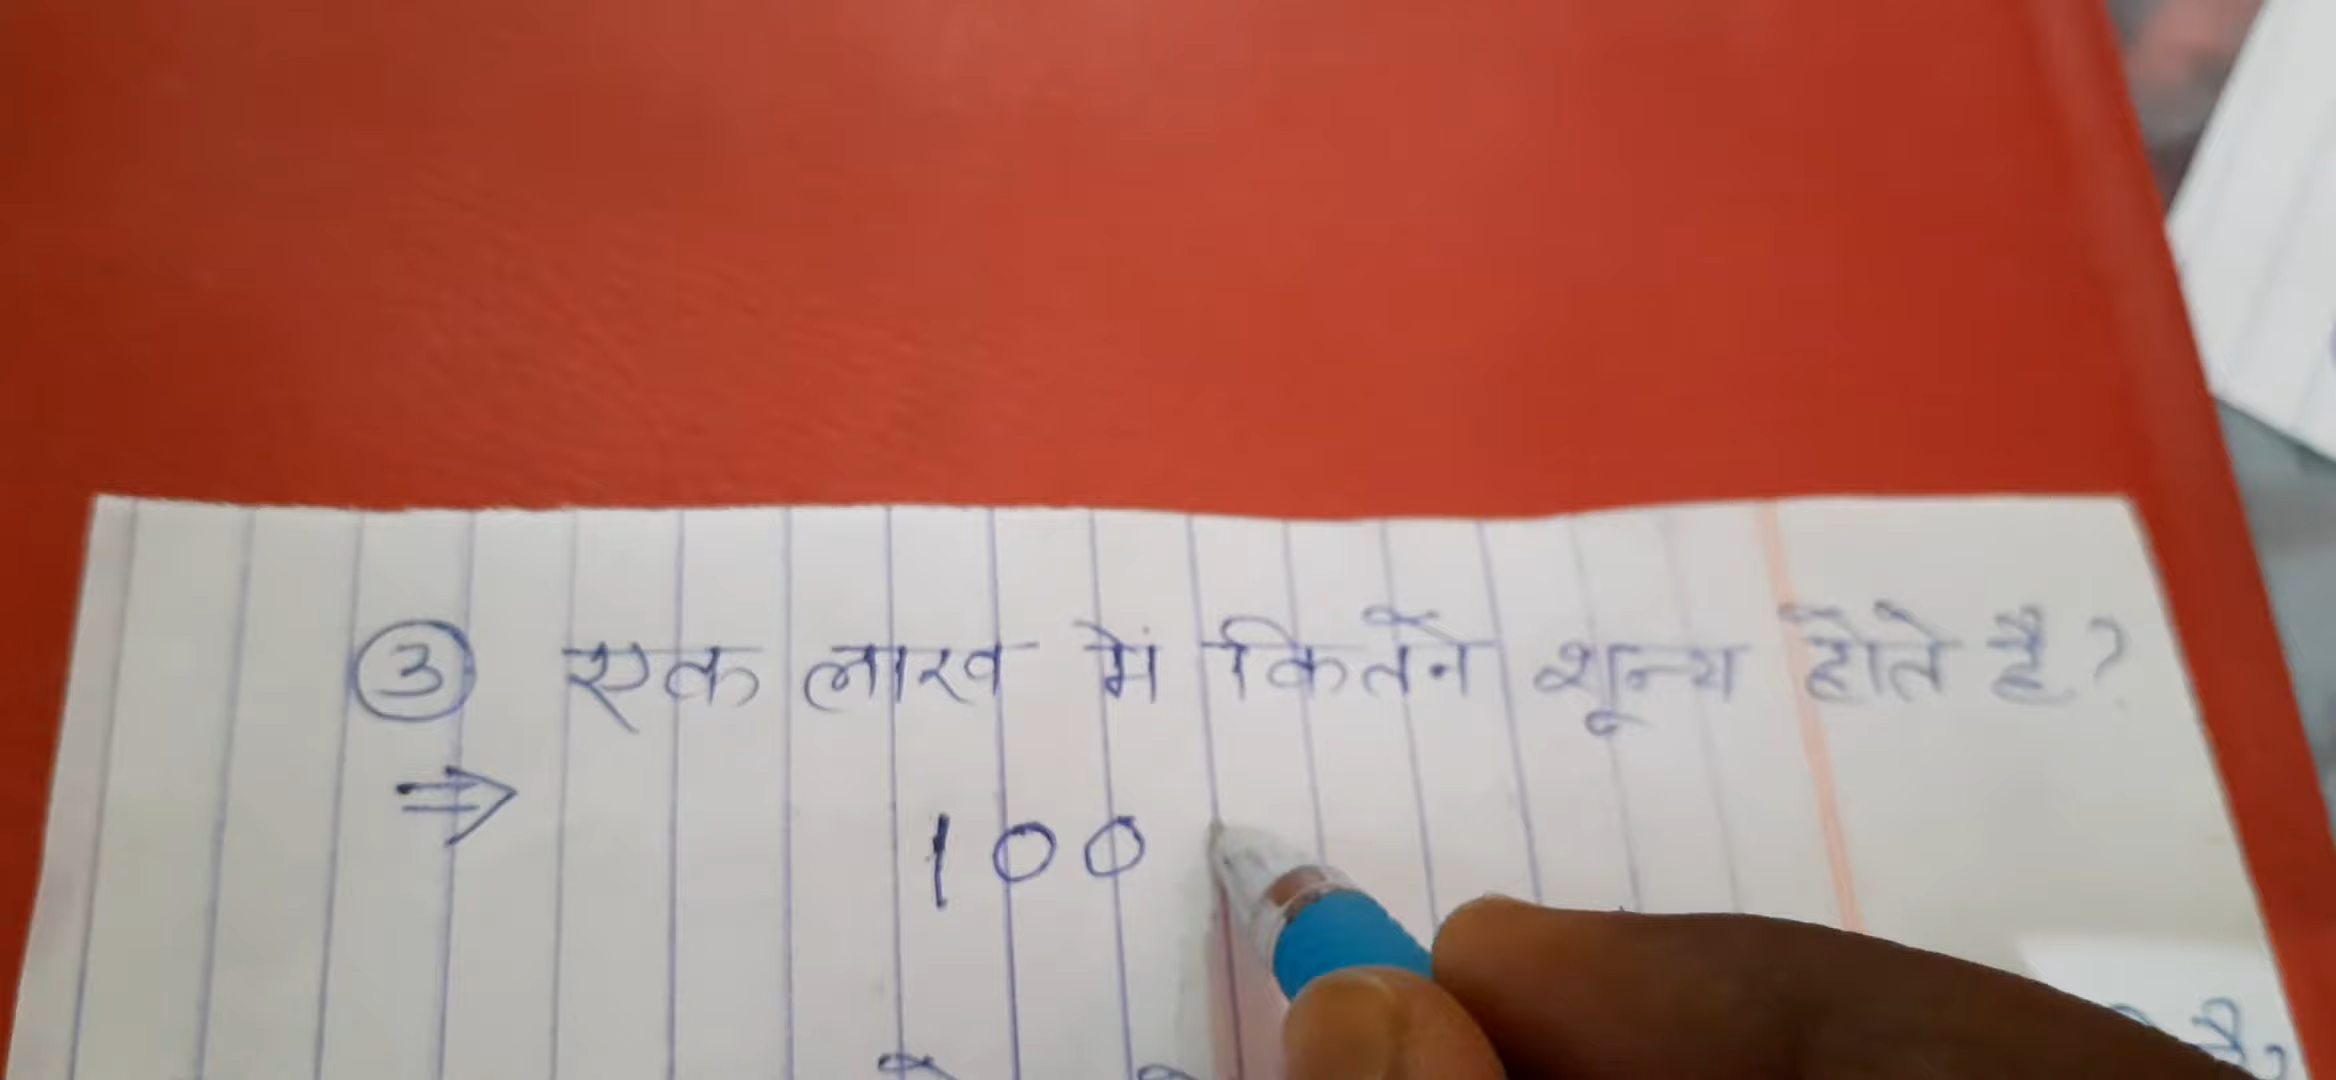 ③ एक लाख में कितने शून्य होते है?
⇒ 100